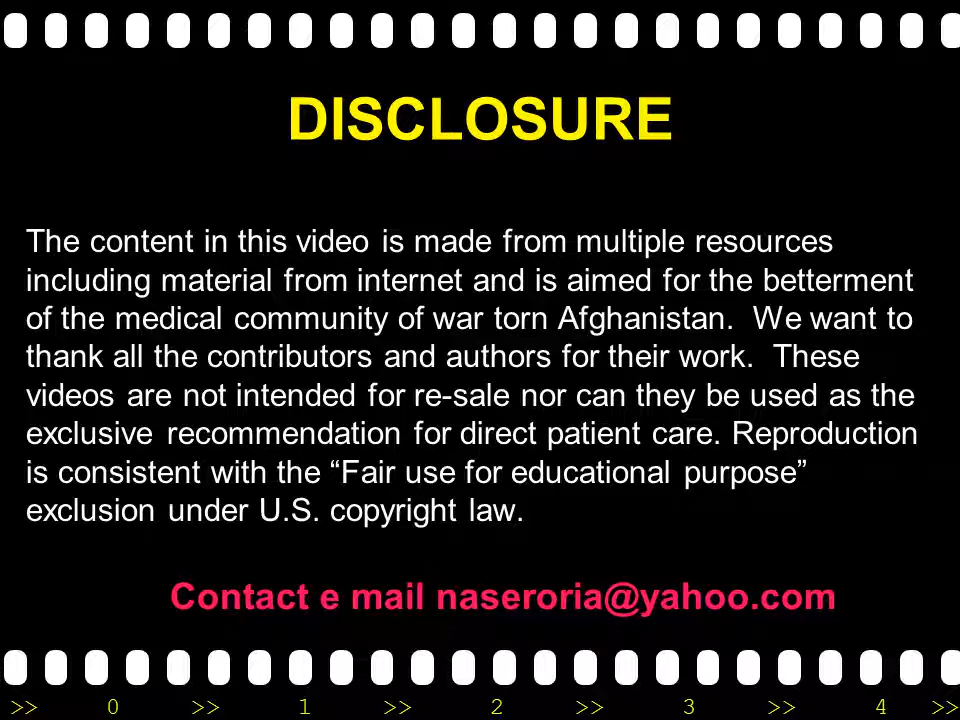 DISCLOSURE
The content in this video is made from multiple resources
including material from internet and is aimed for the betterment
of the medical community of war torn Afghanistan.  We want to
thank all the contributors and authors for their work.  These
videos are not intended for re-sale nor can they be used as the
exclusive recommendation for direct patient care. Reproduction
is consistent with the “Fair use for educational purpose”
exclusion under U.S. copyright law.
Contact e mail naseroria@yahoo.com
>> 0 >> 1 >> 2 >> 3 >> 4 >>